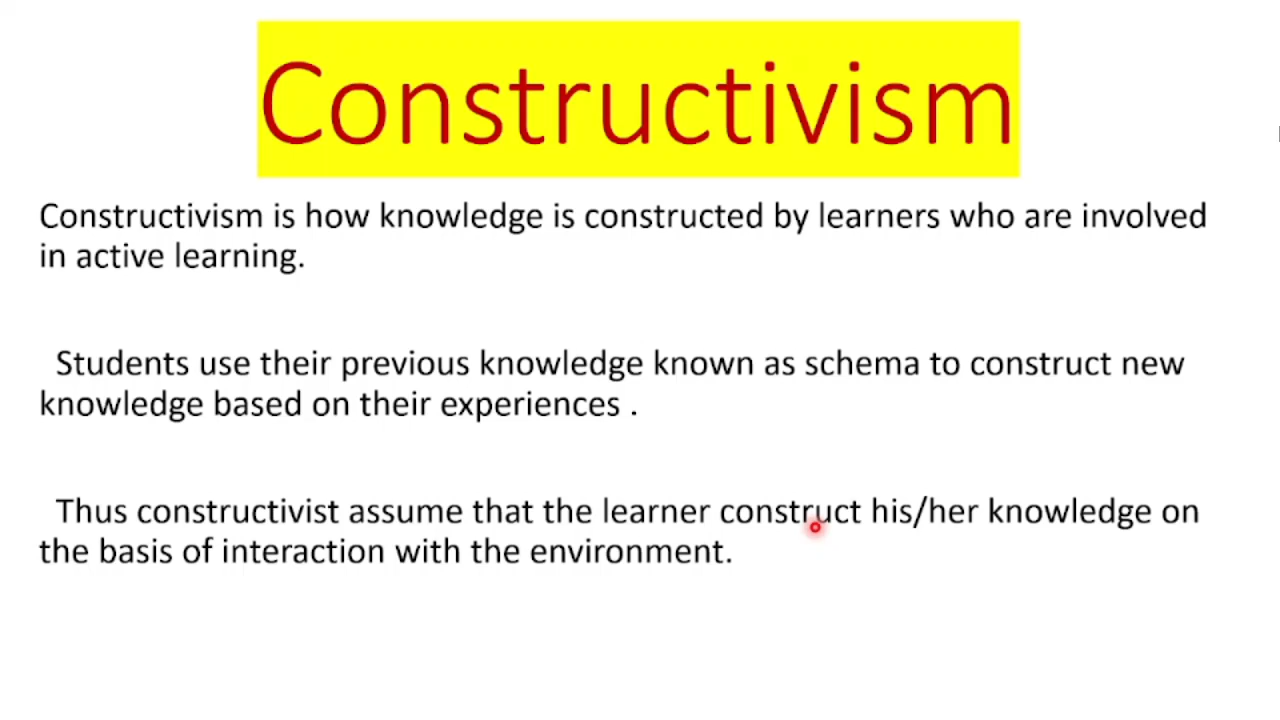 Constructivism
Constructivism is how knowledge is constructed by learners who are involved
in active learning.
Students use their previous knowledge known as schema to construct new
knowledge based on their experiences .
Thus constructivist assume that the learner construct his/her knowledge on
the basis of interaction with the environment.